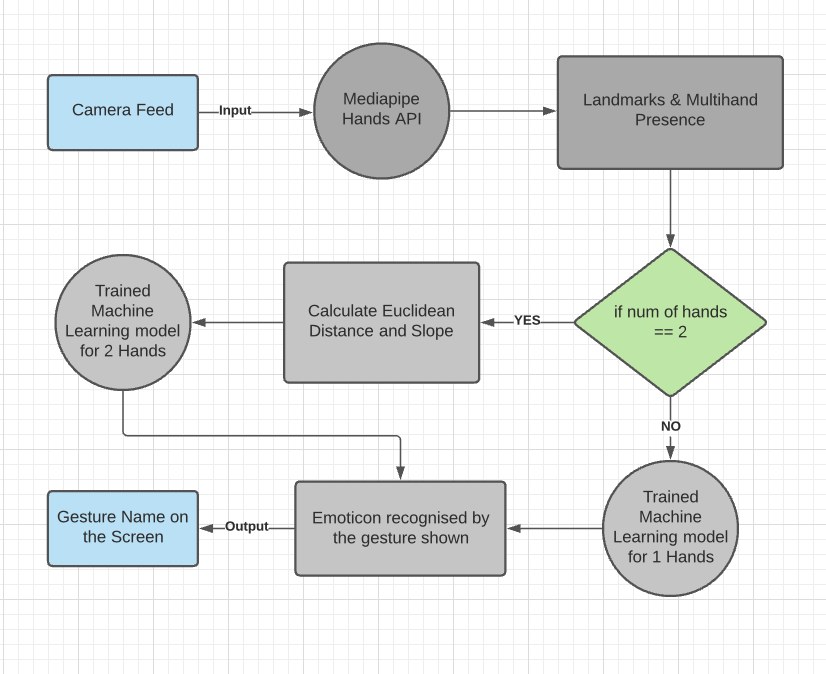 Camera Feed
Input
Mediapipe
Hands API
Landmarks & Multihand
Presence
if num of hands
== 2
YES
Calculate Euclidean
Distance and Slope
Trained
Machine
Learning model
for 2 Hands
NO
Trained
Machine
Learning model
for 1 Hands
Emoticon recognised by
the gesture shown
Output
Gesture Name on
the Screen